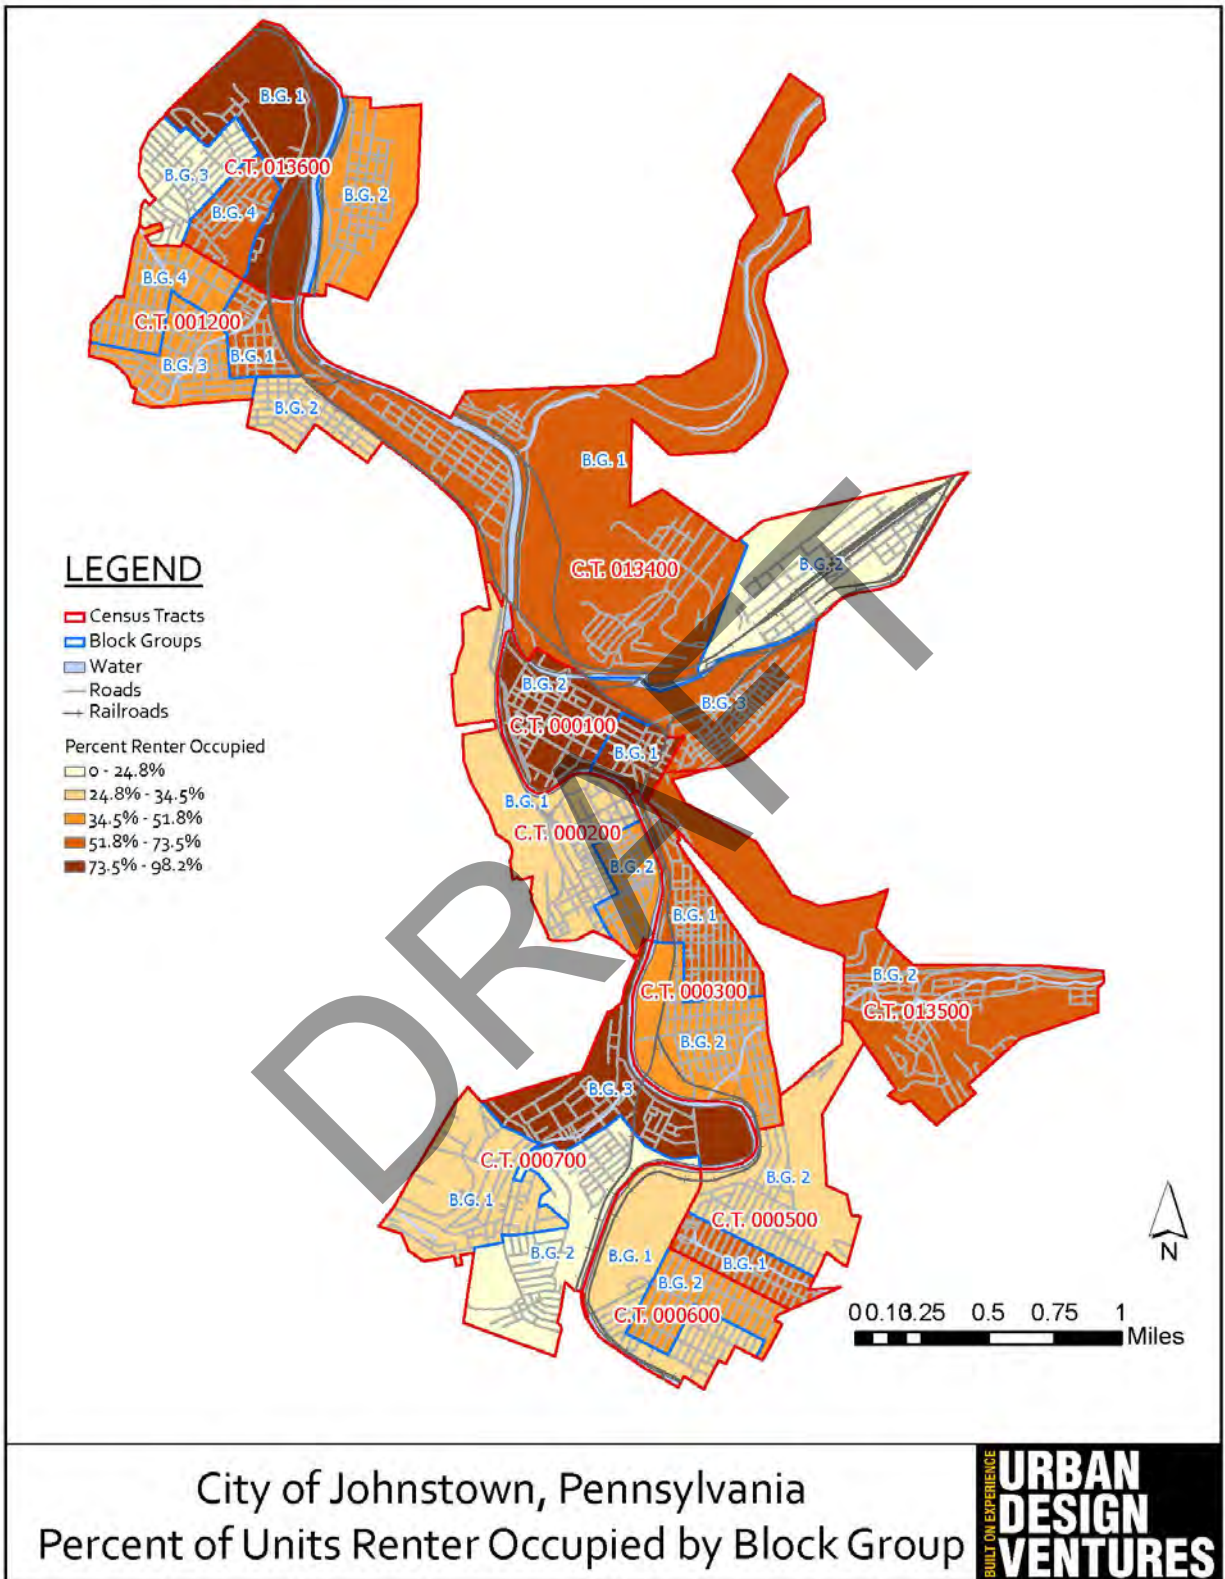 B.G. 1
C.T. 013600
B.G. 3
B.G. 2
B.G. 4
B.G. 4
C.T. 001200
B.G. 1
B.G. 3
B.G. 2
B.G. 1
C.T. 013400
B.G. 2
B.G. 3
B.G. 2
C.T. 000100
B.G. 1
B.G. 1
C.T. 000200
B.G. 2
B.G. 1
C.T. 000300
B.G. 2
B.G. 2
C.T. 013500
B.G. 3
C.T. 000700
B.G. 1
B.G. 2
B.G. 2
C.T. 000500
B.G. 1
B.G. 1
B.G. 2
C.T. 000600
LEGEND
Census Tracts
Block Groups
Water
Roads
Railroads
Percent Renter Occupied
0 - 24.8%
24.8% - 34.5%
34.5% - 51.8%
51.8% - 73.5%
73.5% - 98.2%
DRAFT
N
0 0.13 0.25 0.5 0.75 1
Miles
City of Johnstown, Pennsylvania
Percent of Units Renter Occupied by Block Group
BUILT ON EXPERIENCE
URBAN
DESIGN
VENTURES